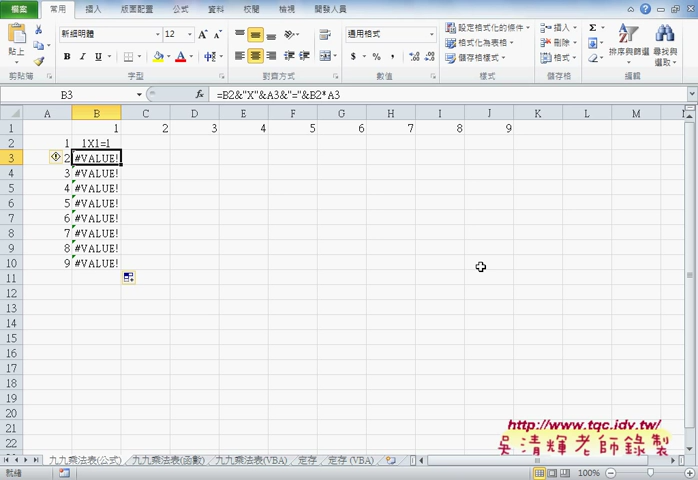 檔案 常用 插入 版面配置 公式 資料 校閱 檢視 開發人員
貼上 新細明體 12 A A 通用格式 設定格式化的條件 插入 Σ
B I U A $ % , 格式化為表格 刪除 排序與篩選 尋找與選取
儲存格樣式 格式
剪貼簿 字型 對齊方式 數值 樣式 儲存格 編輯
B3 fx =B2&"X"&A3&"="&B2*A3
A B C D E F G H I J K L M
1 1 2 3 4 5 6 7 8 9
2 1 1X1=1
3 2 #VALUE!
4 3 #VALUE!
5 4 #VALUE!
6 5 #VALUE!
7 6 #VALUE!
8 7 #VALUE!
9 8 #VALUE!
10 9 #VALUE!
11
12
13
14
15
16
17
18
19
20
21
22
http://www.tqc.idv.tw/
吳清輝老師錄製
九九乘法表(公式) 九九乘法表(函數) 九九乘法表(VBA) 定存 定存 (VBA)
就緒 100%